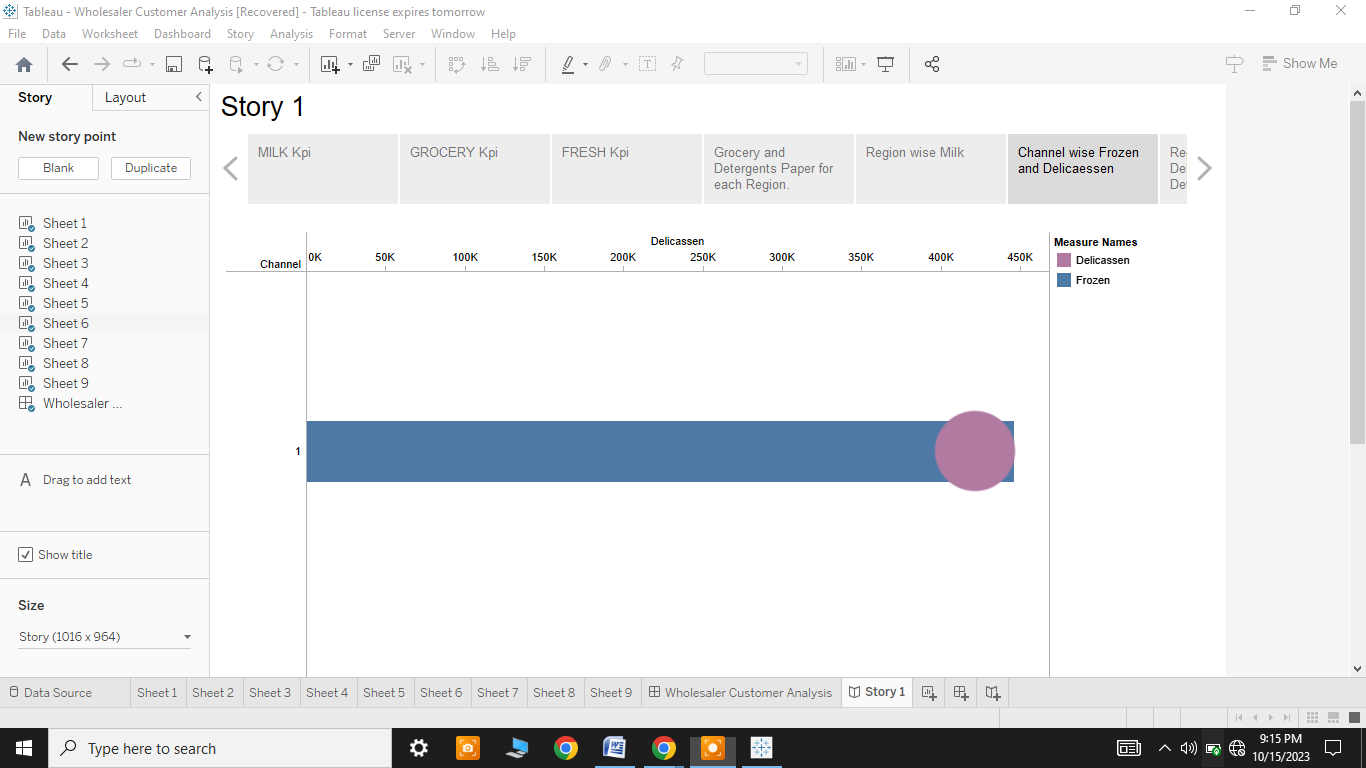 Tableau - Wholesaler Customer Analysis [Recovered] - Tableau license expires tomorrow
File Data Worksheet Dashboard Story Analysis Format Server Window Help
Show Me
Story Layout
New story point
Blank Duplicate
Sheet 1
Sheet 2
Sheet 3
Sheet 4
Sheet 5
Sheet 6
Sheet 7
Sheet 8
Sheet 9
Wholesaler ...
A Drag to add text
Show title
Size
Story (1016 x 964)
Story 1
MILK Kpi
GROCERY Kpi
FRESH Kpi
Grocery and
Detergents Paper for
each Region.
Region wise Milk
Channel wise Frozen
and Delicaessen
Re
De
Det
Delicassen
Channel 0K 50K 100K 150K 200K 250K 300K 350K 400K 450K
1
Measure Names
Delicassen
Frozen
Data Source Sheet 1 Sheet 2 Sheet 3 Sheet 4 Sheet 5 Sheet 6 Sheet 7 Sheet 8 Sheet 9 Wholesaler Customer Analysis Story 1
Type here to search
9:15 PM
10/15/2023